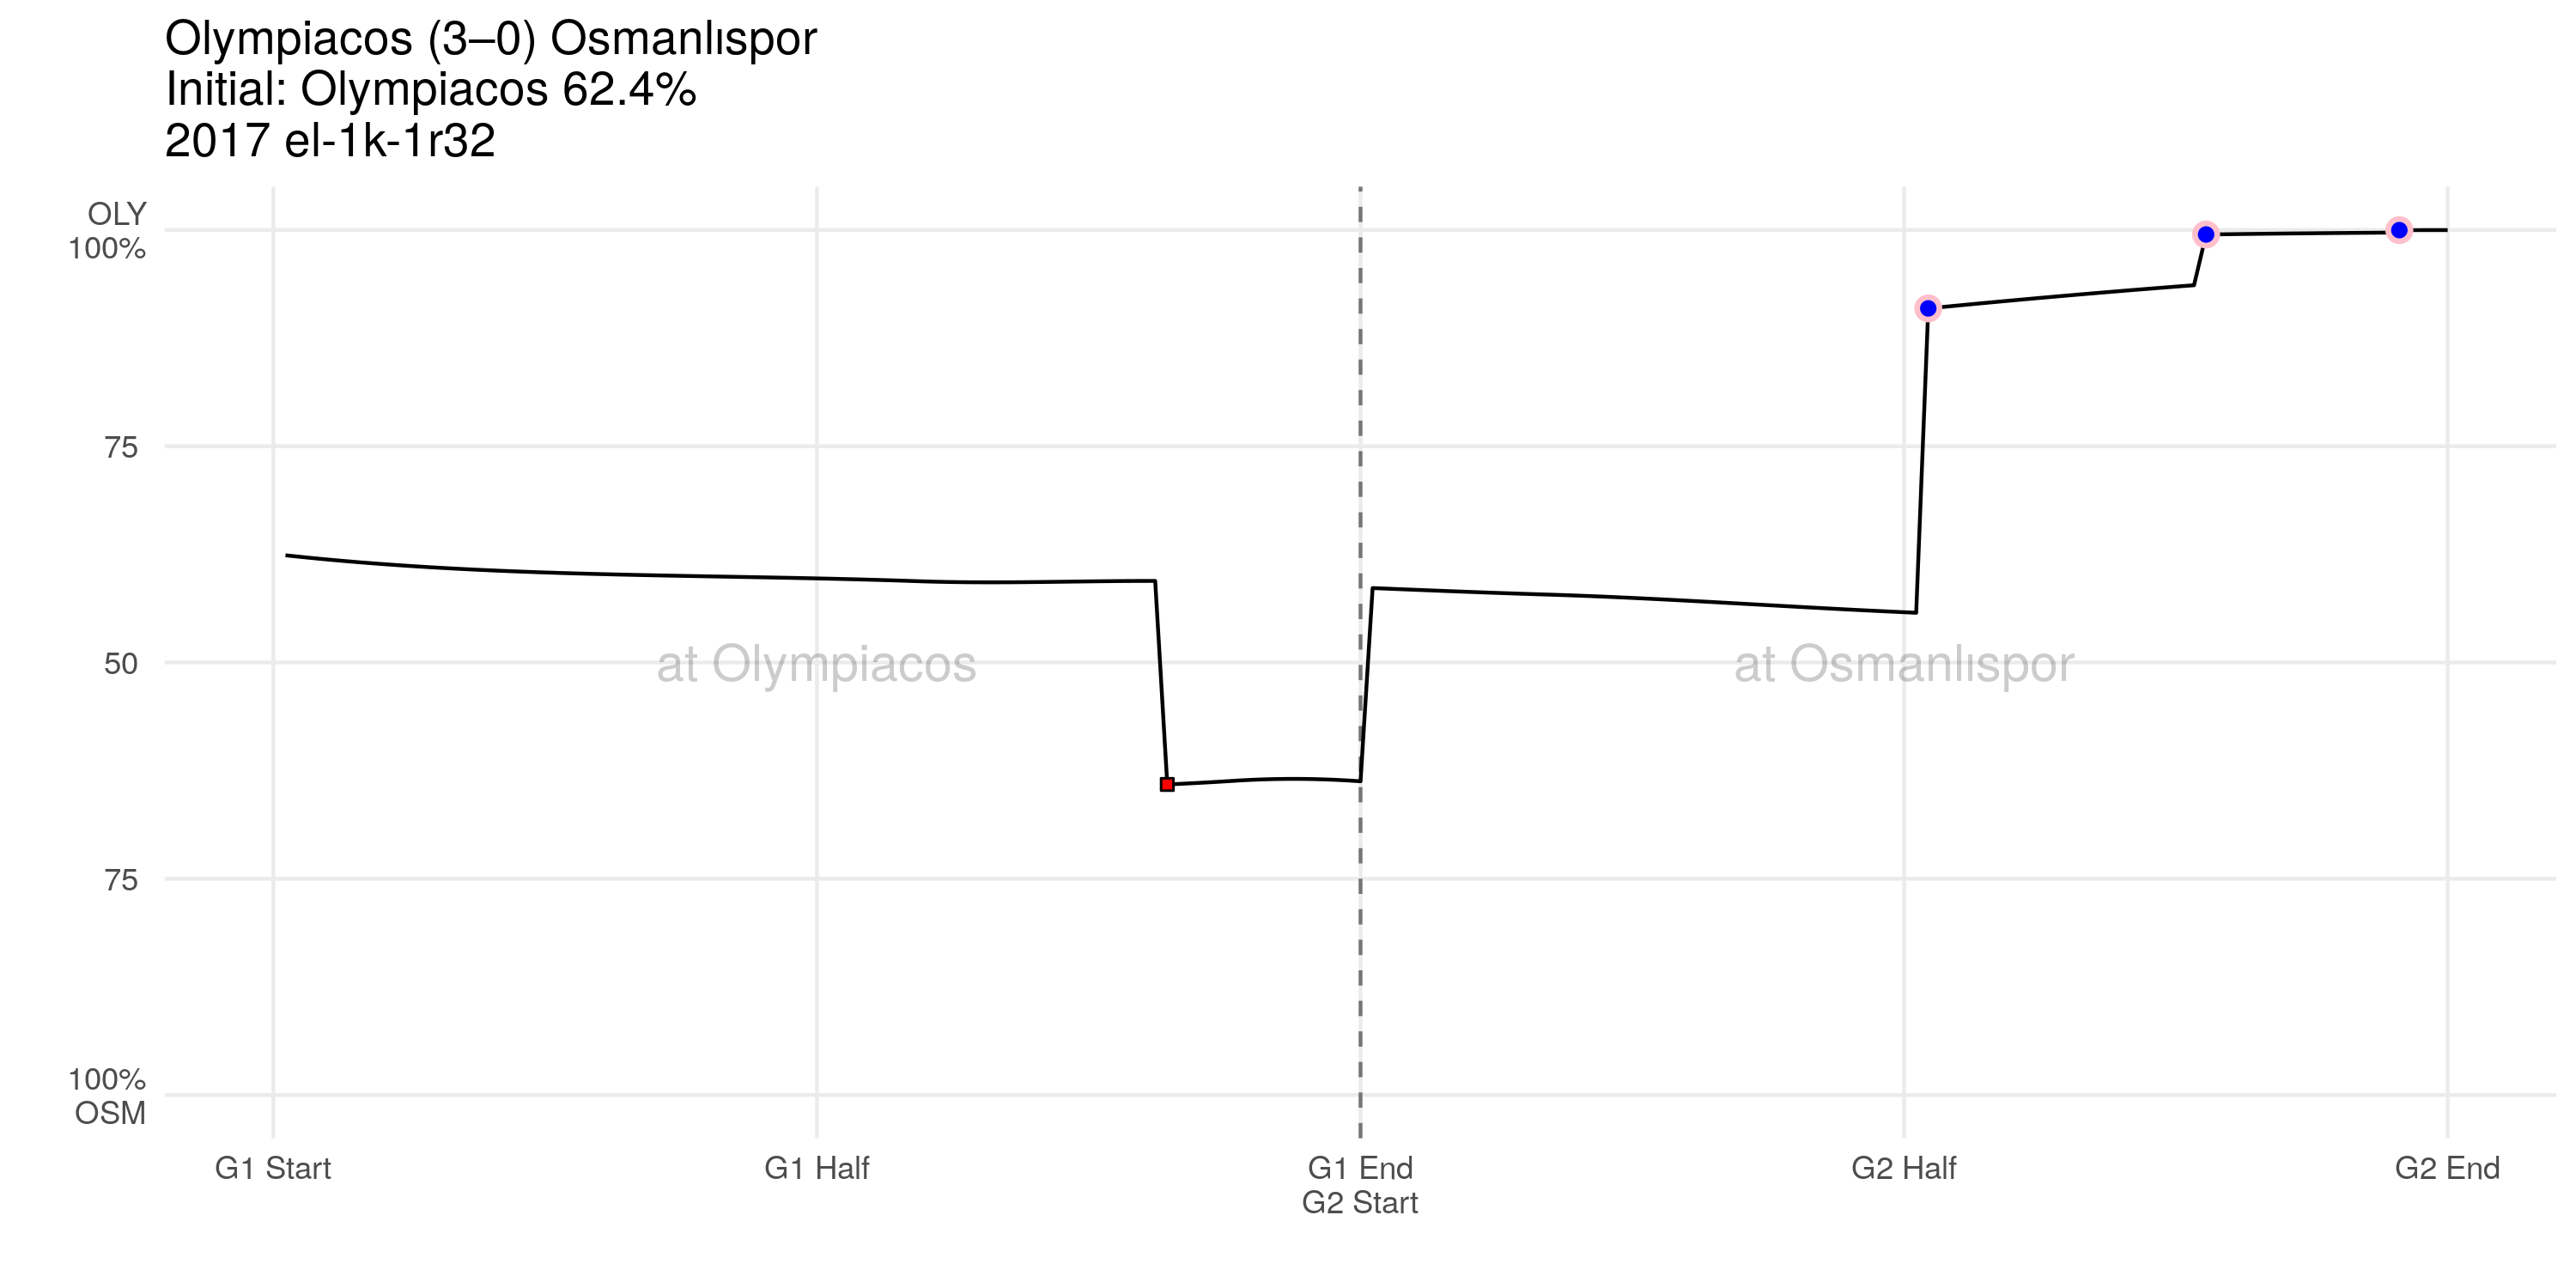 Olympiacos (3–0) Osmanlıspor
Initial: Olympiacos 62.4%
2017 el-1k-1r32
OLY
100%
75
50
75
100%
OSM
at Olympiacos
at Osmanlıspor
G1 Start
G1 Half
G1 End
G2 Start
G2 Half
G2 End